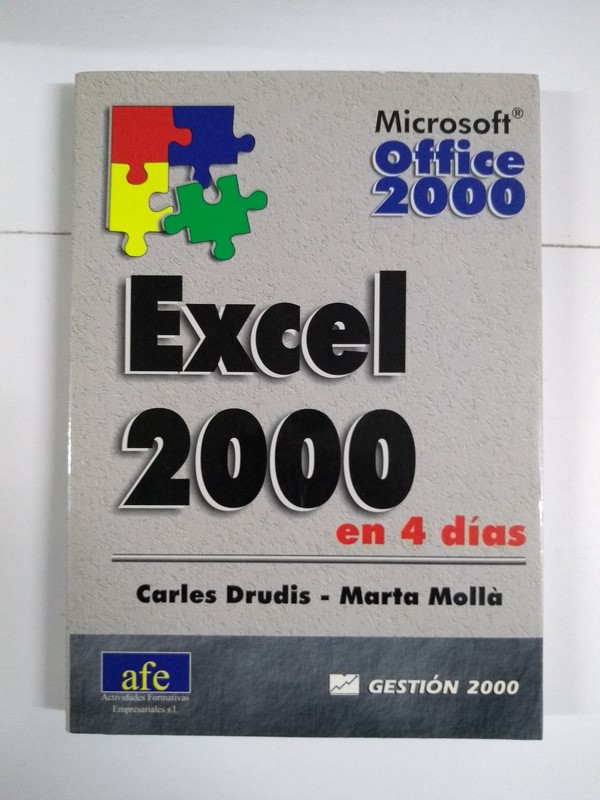 Microsoft®
Office
2000
Excel
2000
en 4 días
Carles Drudis - Marta Mollà
afe
Actividades Formativas
Empresariales s.l.
GESTIÓN 2000